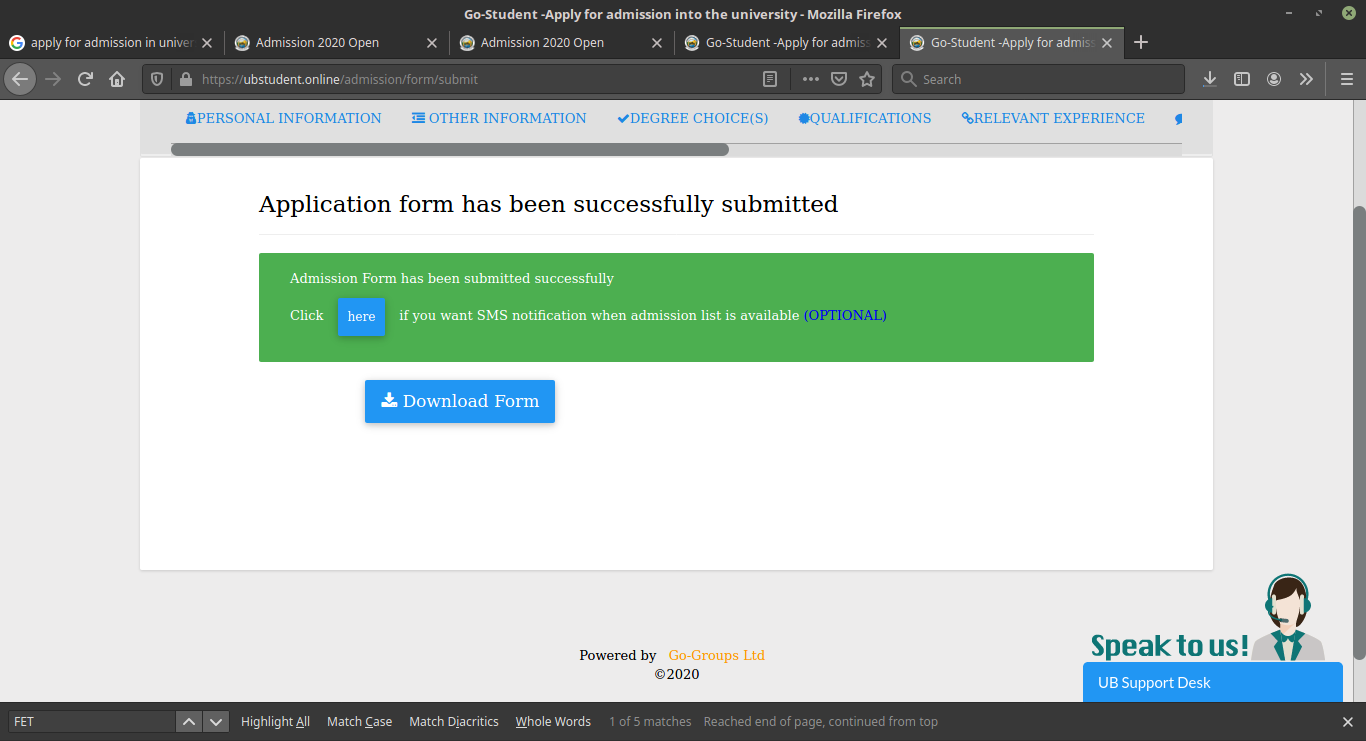 Go-Student -Apply for admission into the university - Mozilla Firefox
apply for admission in univer
Admission 2020 Open
Admission 2020 Open
Go-Student -Apply for admiss
Go-Student -Apply for admiss
https://ubstudent.online/admission/form/submit
Search
PERSONAL INFORMATION
OTHER INFORMATION
DEGREE CHOICE(S)
QUALIFICATIONS
RELEVANT EXPERIENCE
Application form has been successfully submitted
Admission Form has been submitted successfully
Click here if you want SMS notification when admission list is available (OPTIONAL)
Download Form
Speak to us!
Powered by Go-Groups Ltd
©2020
UB Support Desk
FET
Highlight All
Match Case
Match Diacritics
Whole Words
1 of 5 matches
Reached end of page, continued from top